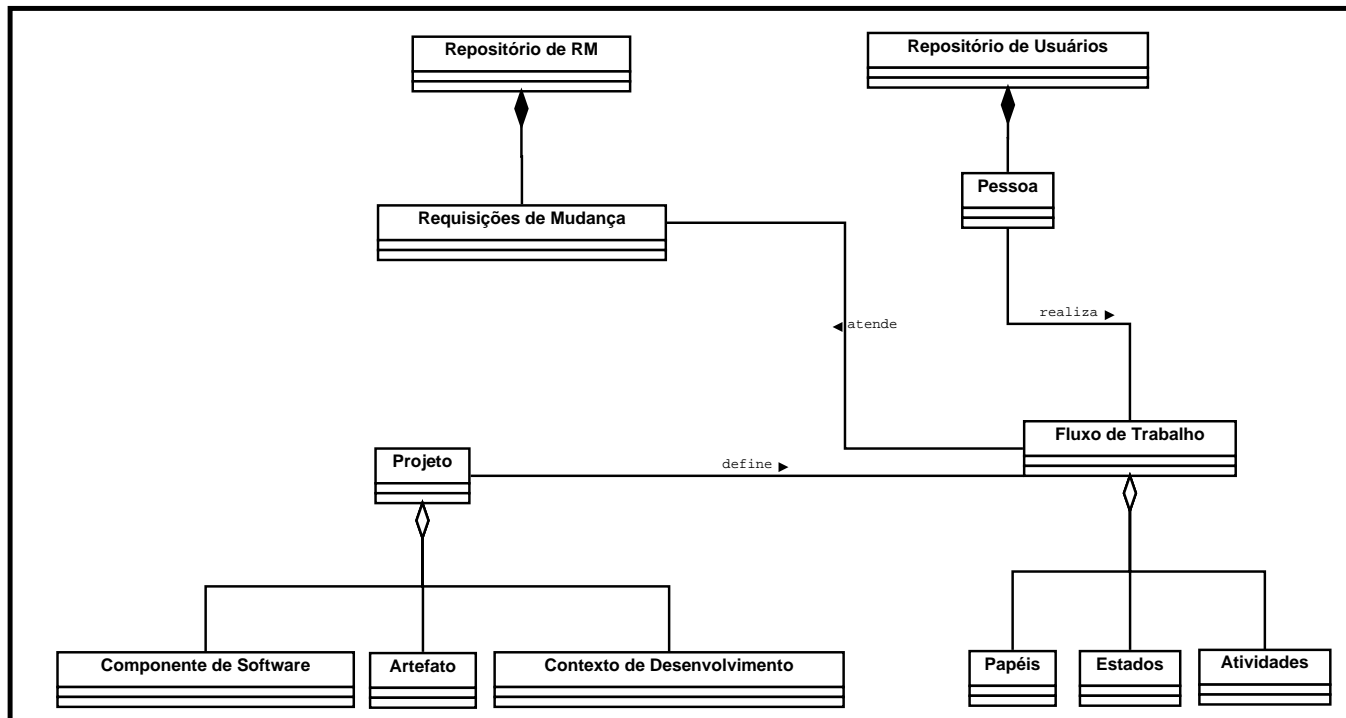 Repositório de RM
Repositório de Usuários
Pessoa
Requisições de Mudança
realiza
atende
Fluxo de Trabalho
Projeto
define
Componente de Software
Artefato
Contexto de Desenvolvimento
Papéis
Estados
Atividades